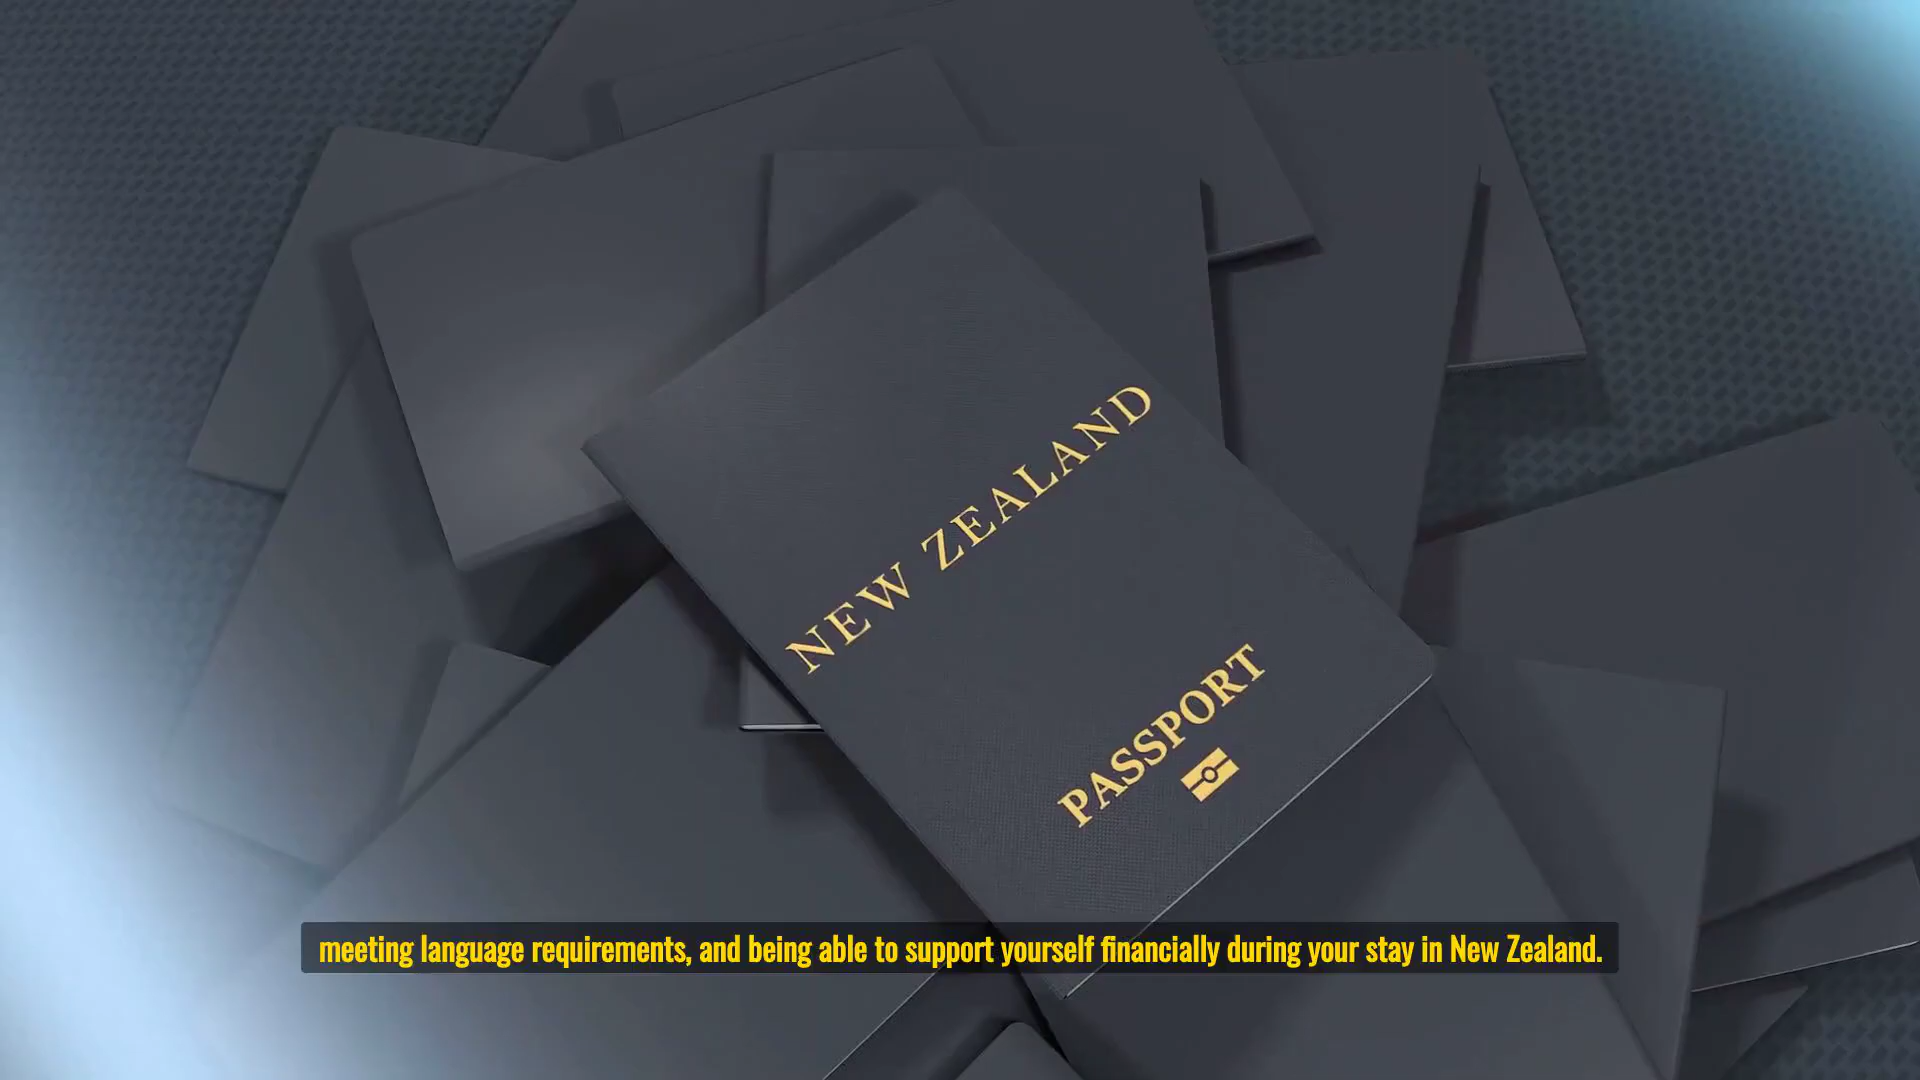 NEW ZEALAND
PASSPORT
meeting language requirements, and being able to support yourself financially during your stay in New Zealand.